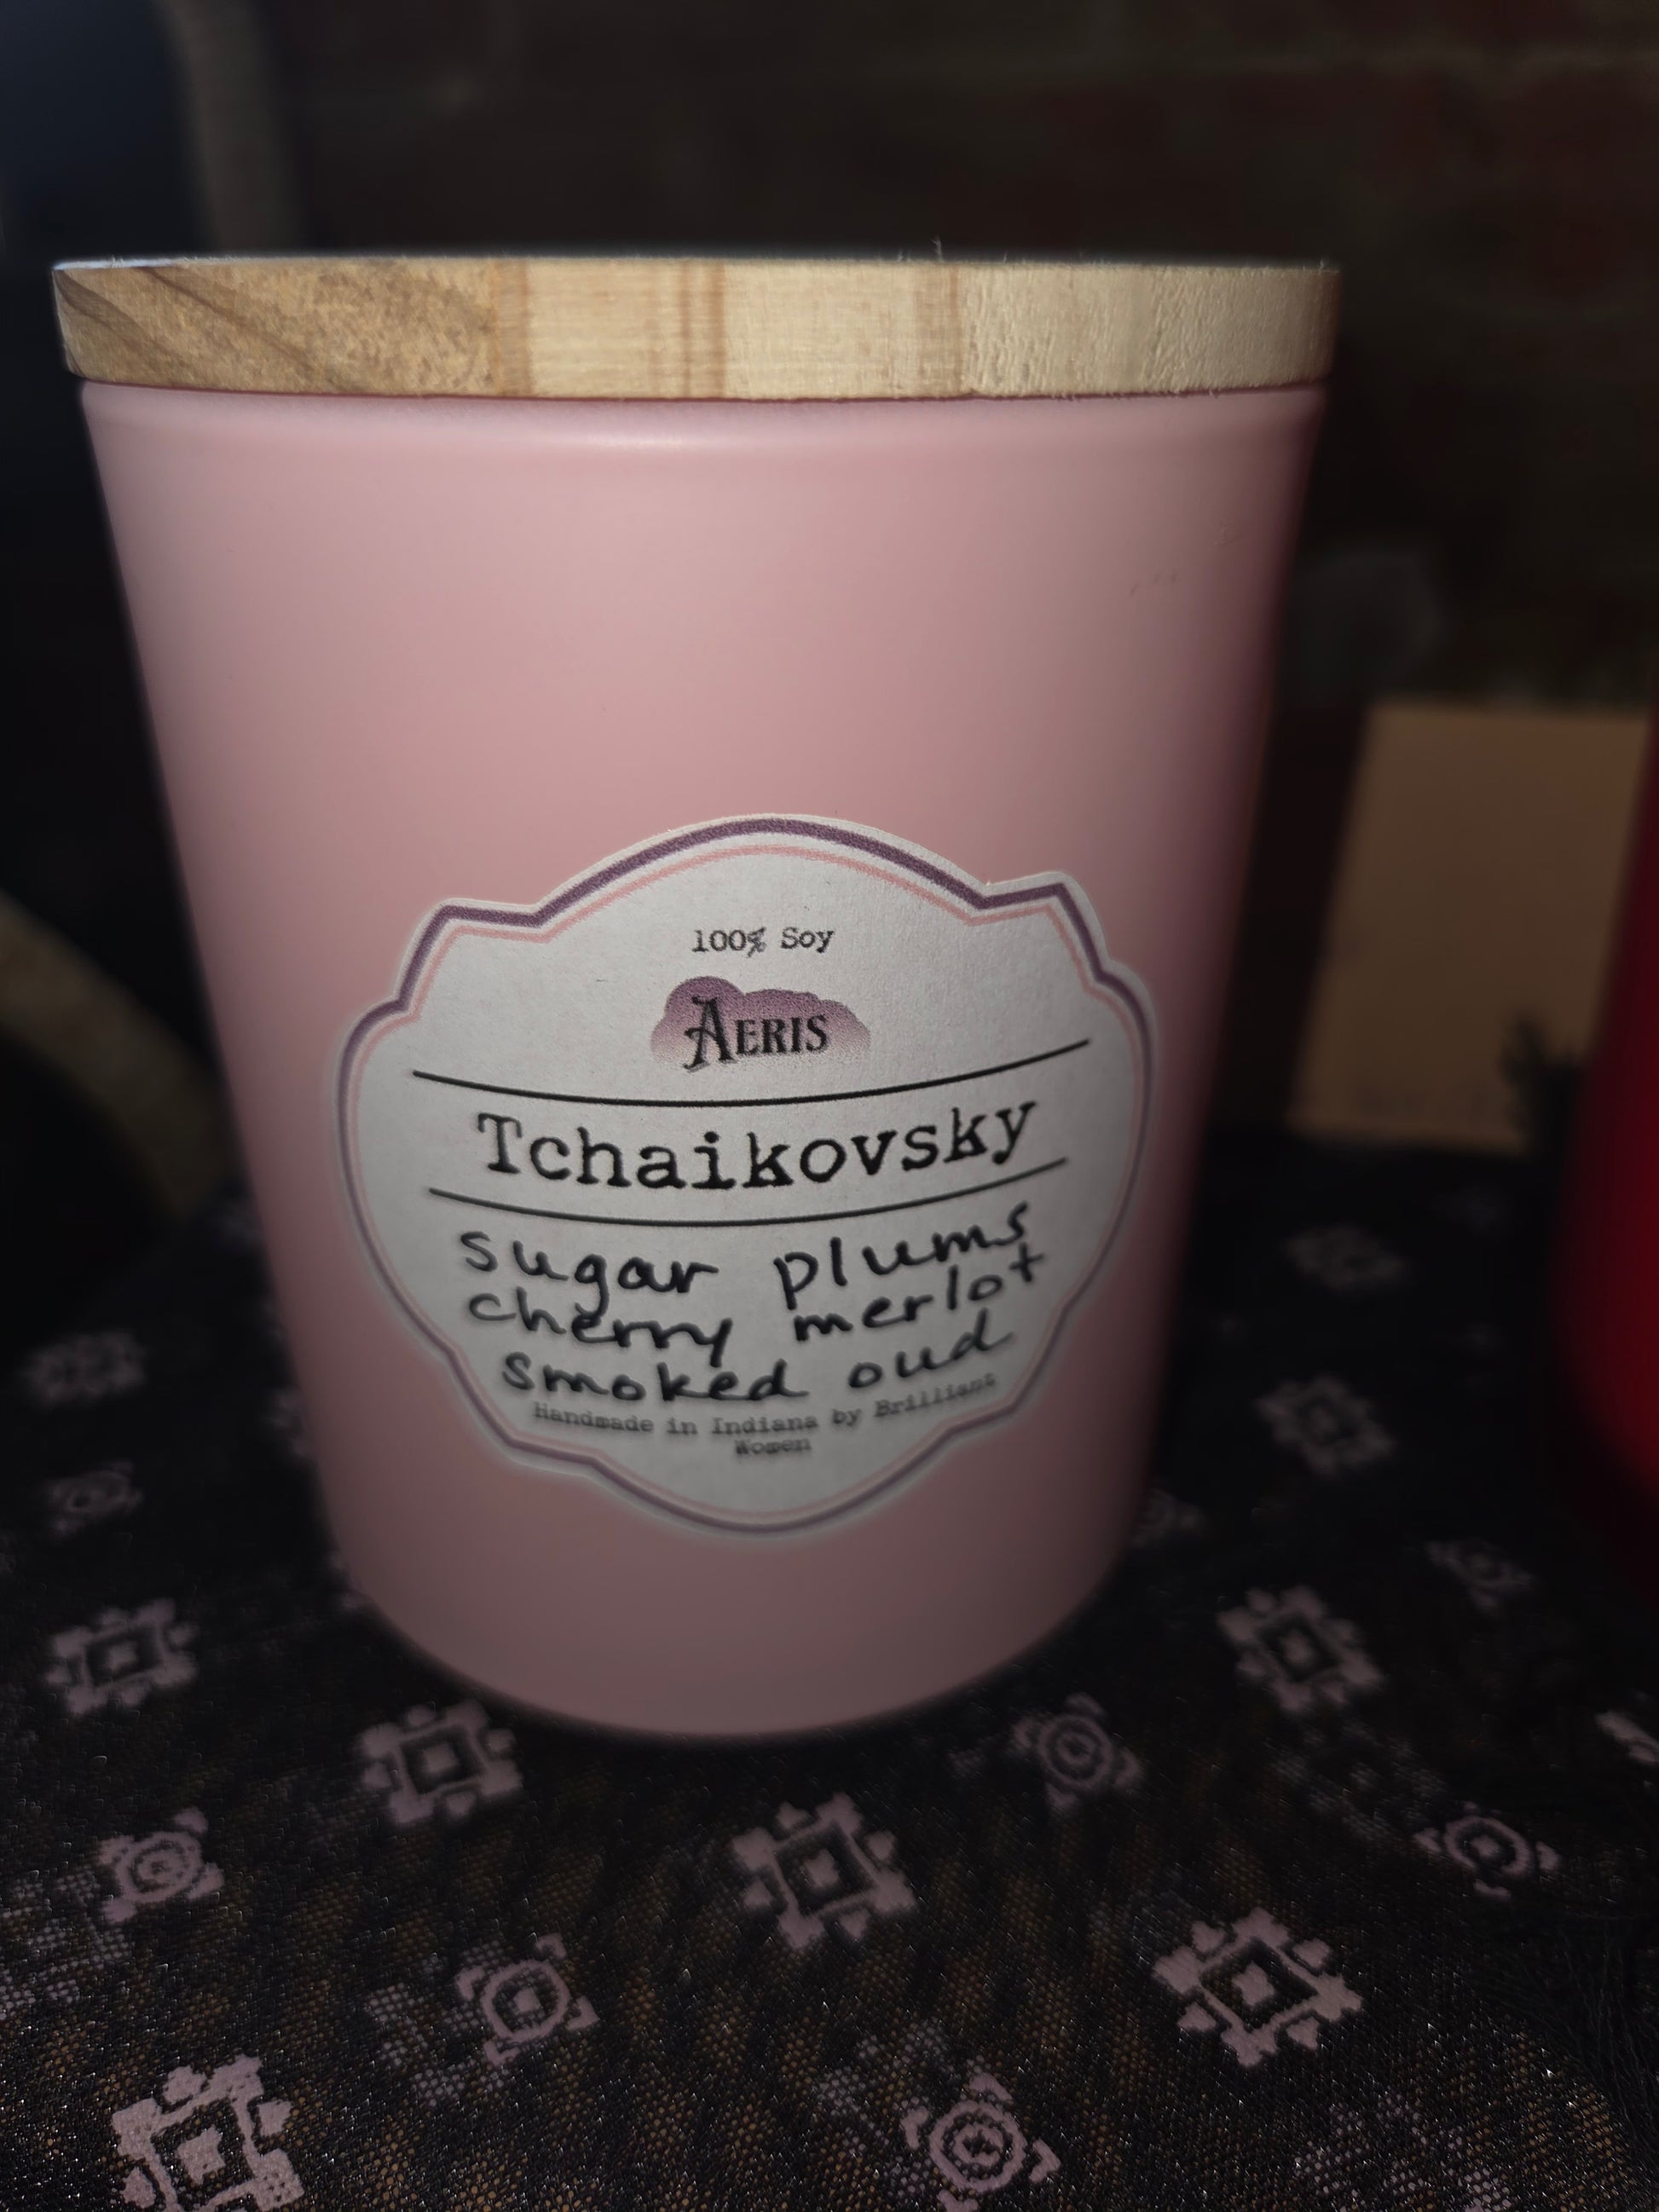 100% Soy
AERIS
Tchaikovsky
sugar plums
cherry merlot
smoked oud
Handmade in Indiana by Brilliant
Women